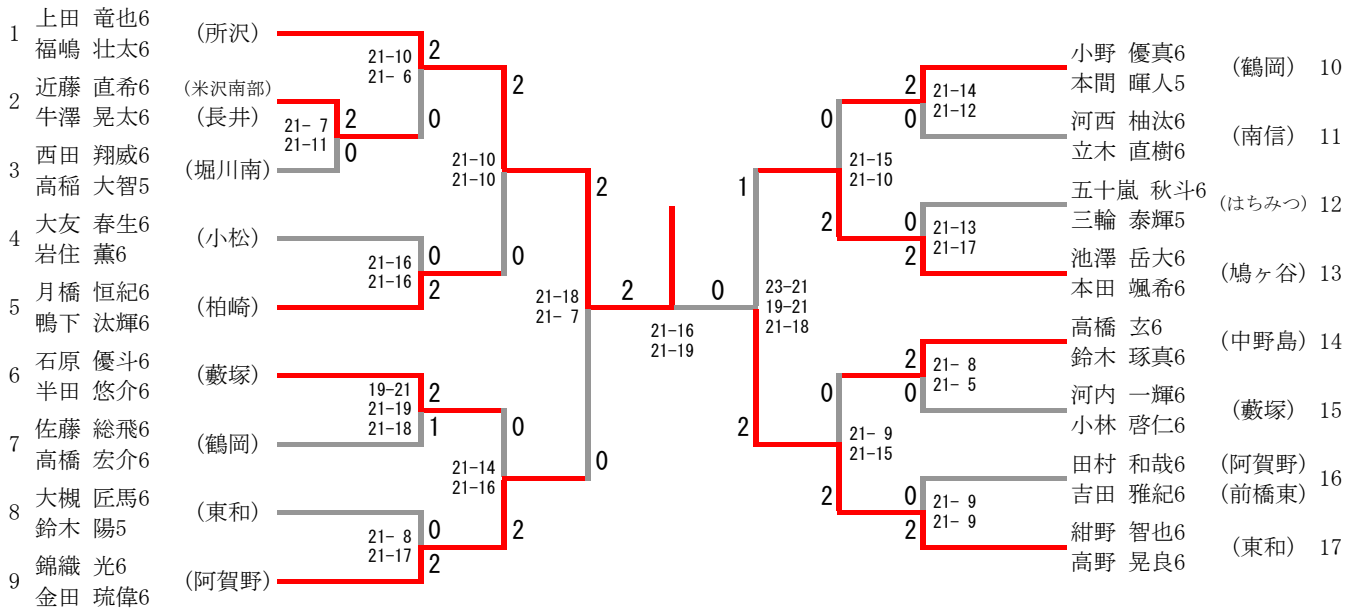 1 上田 竜也6 (所沢)
福嶋 壮太6
2 近藤 直希6 (米沢南部)
牛澤 晃太6 (長井)
3 西田 翔威6 (堀川南)
高稲 大智5
4 大友 春生6 (小松)
岩住 薫6
5 月橋 恒紀6 (柏崎)
鴨下 汰輝6
6 石原 優斗6 (藪塚)
半田 悠介6
7 佐藤 総飛6 (鶴岡)
高橋 宏介6
8 大槻 匠馬6 (東和)
鈴木 陽5
9 錦織 光6 (阿賀野)
金田 琉偉6
21-10 2
21- 6 0
21- 7 2
21-11 0
21-16 0
21-16 2
19-21 2
21-19
21-18 1
21- 8 0
21-17 2
21-10 2
21-10 0
21-14 0
21-16 2
21-18 2
21- 7 0
2 0
21-16
21-19
1 23-21
19-21
2 21-18
0 21-15
2 21-10
0 21- 9
2 21-15
2 21-14
0 21-12
0 21-13
2 21-17
2 21- 8
0 21- 5
0 21- 9
2 21- 9
小野 優真6 (鶴岡) 10
本間 暉人5
河西 柚汰6 (南信) 11
立木 直樹6
五十嵐 秋斗6 (はちみつ) 12
三輪 泰輝5
池澤 岳大6 (鳩ヶ谷) 13
本田 颯希6
高橋 玄6 (中野島) 14
鈴木 琢真6
河内 一輝6 (藪塚) 15
小林 啓仁6
田村 和哉6 (阿賀野) 16
吉田 雅紀6 (前橋東)
紺野 智也6 (東和) 17
高野 晃良6